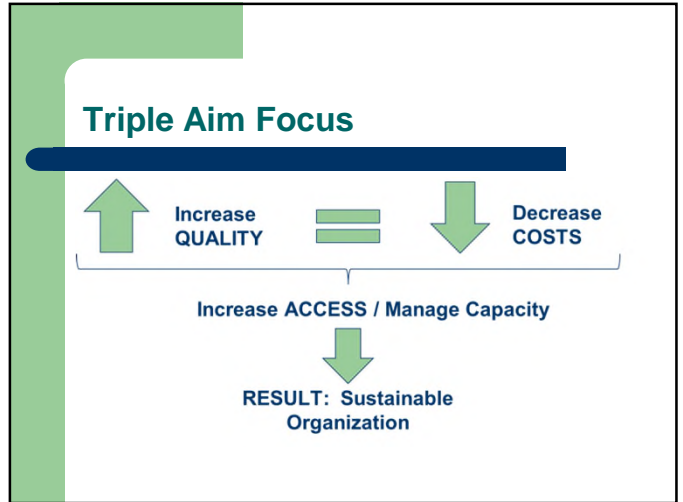 Triple Aim Focus
Increase
QUALITY
Decrease
COSTS
Increase ACCESS / Manage Capacity
RESULT: Sustainable
Organization